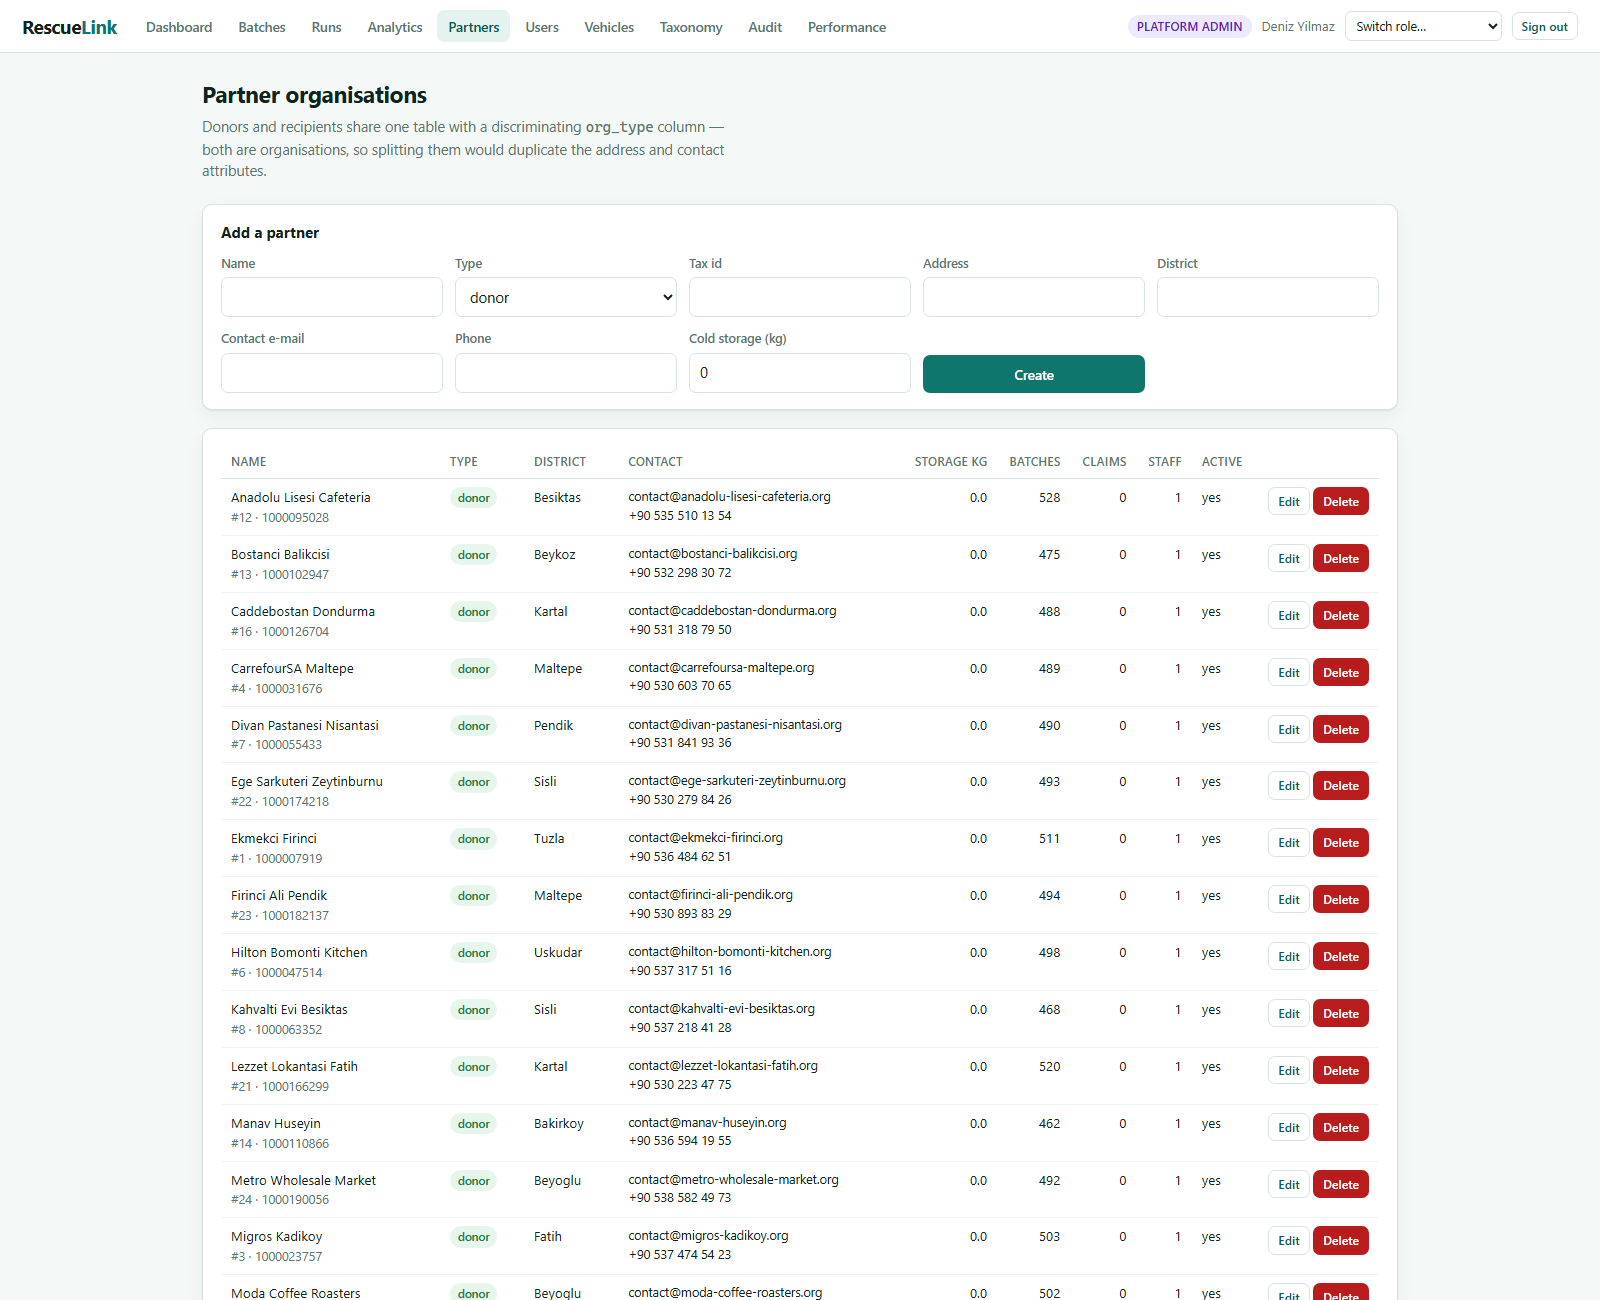 RescueLink Dashboard Batches Runs Analytics Partners Users Vehicles Taxonomy Audit Performance PLATFORM ADMIN Deniz Yilmaz Switch role... Sign out
Partner organisations
Donors and recipients share one table with a discriminating org_type column —
both are organisations, so splitting them would duplicate the address and contact
attributes.
Add a partner
Name Type Tax id Address District
donor
Contact e-mail Phone Cold storage (kg)
0 Create
NAME TYPE DISTRICT CONTACT STORAGE KG BATCHES CLAIMS STAFF ACTIVE
Anadolu Lisesi Cafeteria donor Besiktas contact@anadolu-lisesi-cafeteria.org 0.0 528 0 1 yes Edit Delete
#12 · 1000095028 +90 535 510 13 54
Bostanci Balikcisi donor Beykoz contact@bostanci-balikcisi.org 0.0 475 0 1 yes Edit Delete
#13 · 1000102947 +90 532 298 30 72
Caddebostan Dondurma donor Kartal contact@caddebostan-dondurma.org 0.0 488 0 1 yes Edit Delete
#16 · 1000126704 +90 531 318 79 50
CarrefourSA Maltepe donor Maltepe contact@carrefoursa-maltepe.org 0.0 489 0 1 yes Edit Delete
#4 · 1000031676 +90 530 603 70 65
Divan Pastanesi Nisantasi donor Pendik contact@divan-pastanesi-nisantasi.org 0.0 490 0 1 yes Edit Delete
#7 · 1000055433 +90 531 841 93 36
Ege Sarkuteri Zeytinburnu donor Sisli contact@ege-sarkuteri-zeytinburnu.org 0.0 493 0 1 yes Edit Delete
#22 · 1000174218 +90 530 279 84 26
Ekmekci Firinci donor Tuzla contact@ekmekci-firinci.org 0.0 511 0 1 yes Edit Delete
#1 · 1000007919 +90 536 484 62 51
Firinci Ali Pendik donor Maltepe contact@firinci-ali-pendik.org 0.0 494 0 1 yes Edit Delete
#23 · 1000182137 +90 530 893 83 29
Hilton Bomonti Kitchen donor Uskudar contact@hilton-bomonti-kitchen.org 0.0 498 0 1 yes Edit Delete
#6 · 1000047514 +90 537 317 51 16
Kahvalti Evi Besiktas donor Sisli contact@kahvalti-evi-besiktas.org 0.0 468 0 1 yes Edit Delete
#8 · 1000063352 +90 537 218 41 28
Lezzet Lokantasi Fatih donor Kartal contact@lezzet-lokantasi-fatih.org 0.0 520 0 1 yes Edit Delete
#21 · 1000166299 +90 530 223 47 75
Manav Huseyin donor Bakirkoy contact@manav-huseyin.org 0.0 462 0 1 yes Edit Delete
#14 · 1000110866 +90 536 594 19 55
Metro Wholesale Market donor Beyoglu contact@metro-wholesale-market.org 0.0 492 0 1 yes Edit Delete
#24 · 1000190056 +90 538 582 49 73
Migros Kadikoy donor Fatih contact@migros-kadikoy.org 0.0 503 0 1 yes Edit Delete
#3 · 1000023757 +90 537 474 54 23
Moda Coffee Roasters donor Beyoglu contact@moda-coffee-roasters.org 0.0 502 0 1 yes Edit Delete